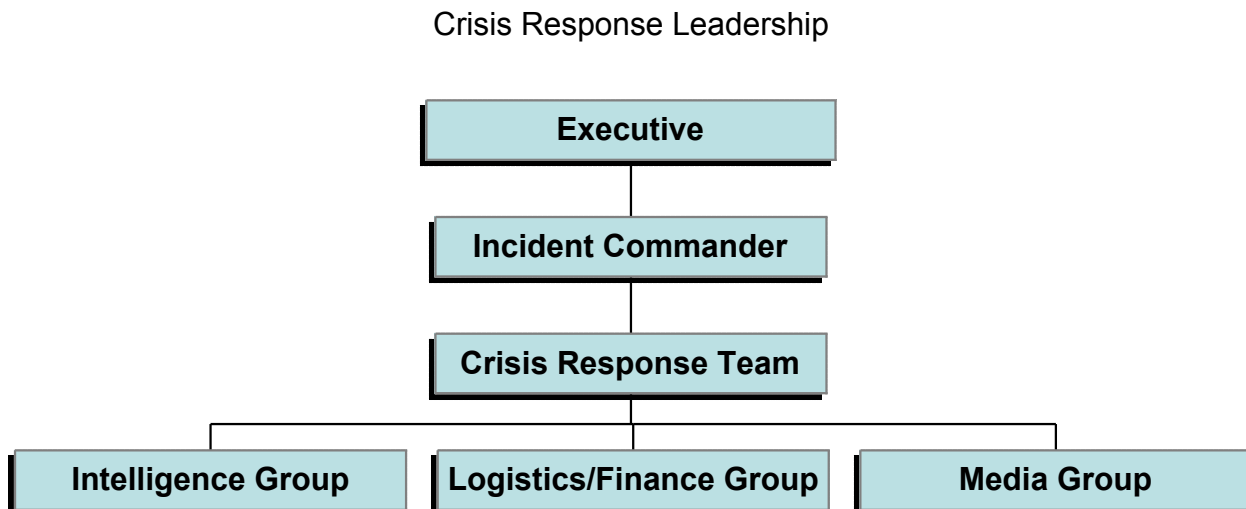 Crisis Response Leadership
Executive
Incident Commander
Crisis Response Team
Intelligence Group
Logistics/Finance Group
Media Group